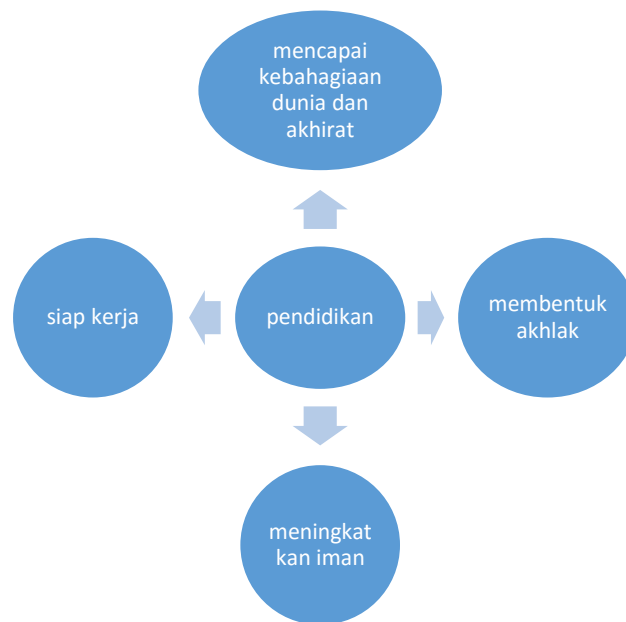 mencapai
kebahagiaan
dunia dan
akhirat
siap kerja
pendidikan
membentuk
akhlak
meningkat
kan iman